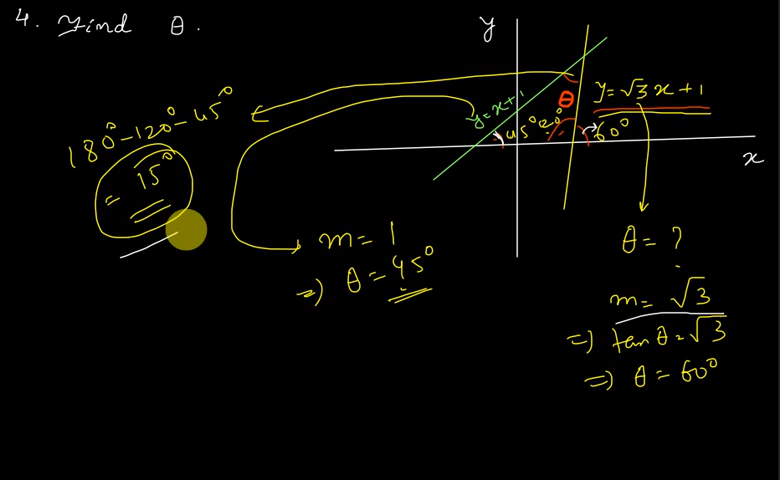 4. Find θ.
y
y = x+1
θ
y = √3 x + 1
45°
60°
x
180° - 120° - 45°
= 15°
m = 1
=> θ = 45°
θ = ?
m = √3
=> tan θ = √3
=> θ = 60°